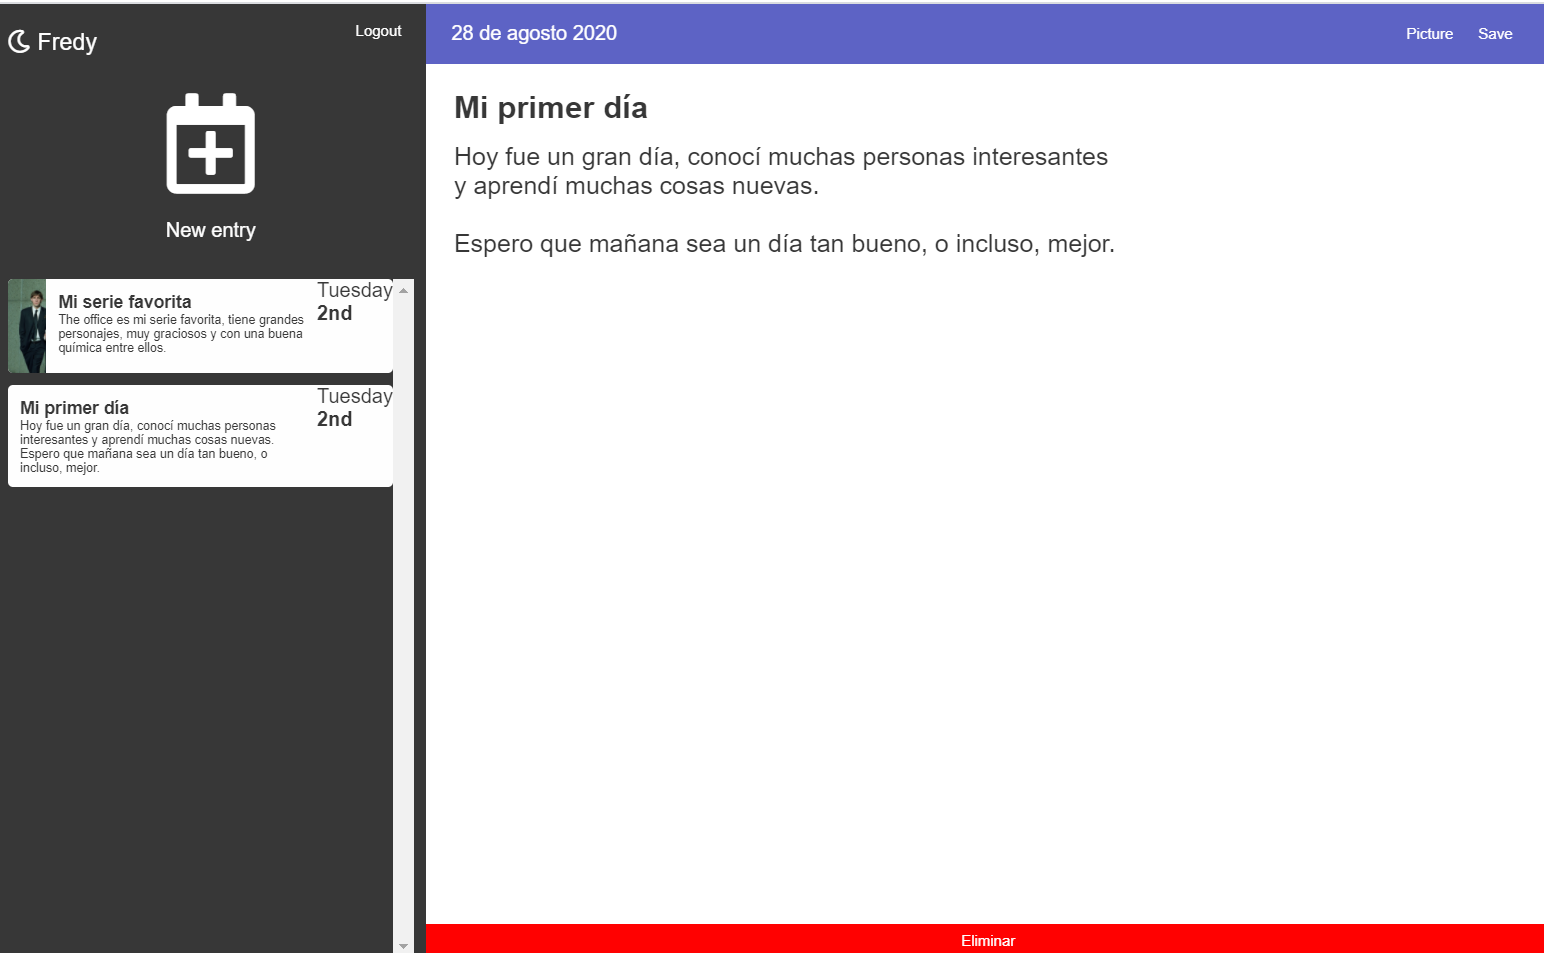 Fredy
Logout
New entry
Mi serie favorita
The office es mi serie favorita, tiene grandes
personajes, muy graciosos y con una buena
química entre ellos.
Tuesday
2nd
Mi primer día
Hoy fue un gran día, conocí muchas personas
interesantes y aprendí muchas cosas nuevas.
Espero que mañana sea un día tan bueno, o
incluso, mejor.
Tuesday
2nd
28 de agosto 2020
Picture
Save
Mi primer día
Hoy fue un gran día, conocí muchas personas interesantes
y aprendí muchas cosas nuevas.
Espero que mañana sea un día tan bueno, o incluso, mejor.
Eliminar